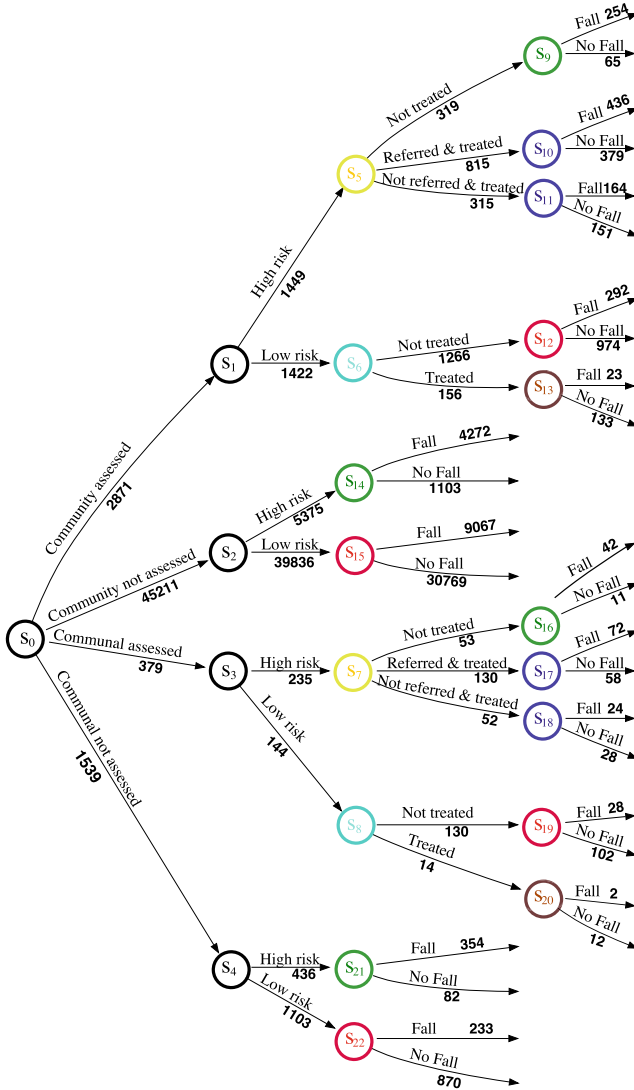 Fall 254
S9
No Fall
65
Not treated
319
Fall 436
Referred & treated
815
S10
No Fall
379
S5
Not referred & treated
315
S11
Fall 164
No Fall
151
High risk
1449
Fall 292
Not treated
1266
S12
No Fall
974
S1
Low risk
1422
S6
Treated
156
S13
Fall 23
No Fall
133
Community assessed
2871
Fall 4272
S14
No Fall
1103
High risk
5375
S2
Low risk
39836
S15
Fall 9067
No Fall
30769
Community not assessed
45211
Fall 42
No Fall
11
Not treated
53
S16
S0
Communal assessed
379
S3
High risk
235
S7
Referred & treated
130
S17
Fall 72
No Fall
58
Not referred & treated
52
S18
Fall 24
No Fall
28
Low risk
144
Communal not assessed
1539
S8
Not treated
130
S19
Fall 28
No Fall
102
Treated
14
S20
Fall 2
No Fall
12
S4
High risk
436
S21
Fall 354
No Fall
82
Low risk
1103
S22
Fall 233
No Fall
870